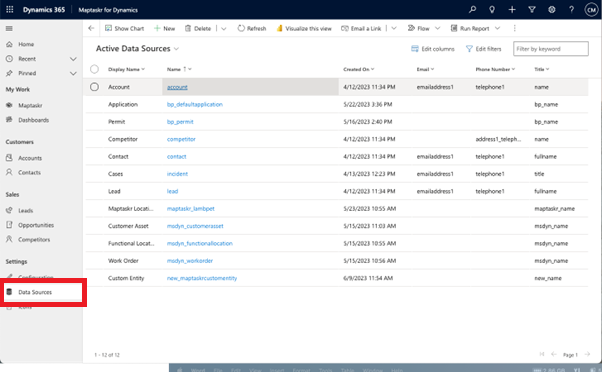 Dynamics 365 Maptaskr for Dynamics CM
Show Chart New Delete Refresh Visualize this view Email a Link Flow Run Report
Home
Recent
Pinned
My Work
Maptaskr
Dashboards
Customers
Accounts
Contacts
Sales
Leads
Opportunities
Competitors
Settings
Configuration
Data Sources
Active Data Sources Edit columns Edit filters Filter by keyword
Display Name Name Created On Email Phone Number Title
Account account 4/12/2023 11:34 PM emailaddress1 telephone1 name
Application bp_defaultapplication 5/22/2023 3:36 PM bp_name
Permit bp_permit 5/16/2023 2:40 PM bp_name
Competitor competitor 4/12/2023 11:34 PM address1_teleph... name
Contact contact 4/12/2023 11:34 PM emailaddress1 telephone1 fullname
Cases incident 4/13/2023 12:23 PM emailaddress1 telephone1 title
Lead lead 4/12/2023 11:34 PM emailaddress1 telephone1 fullname
Maptaskr Locati... maptaskr_lambpet 5/23/2023 10:55 AM maptaskr_name
Customer Asset msdyn_customerasset 5/15/2023 11:03 AM msdyn_name
Functional Locat... msdyn_functionallocation 5/15/2023 10:55 AM msdyn_name
Work Order msdyn_workorder 5/15/2023 10:56 AM msdyn_name
Custom Entity new_maptaskrcustomentity 6/9/2023 11:54 AM new_name
1 - 12 of 12 Page 1